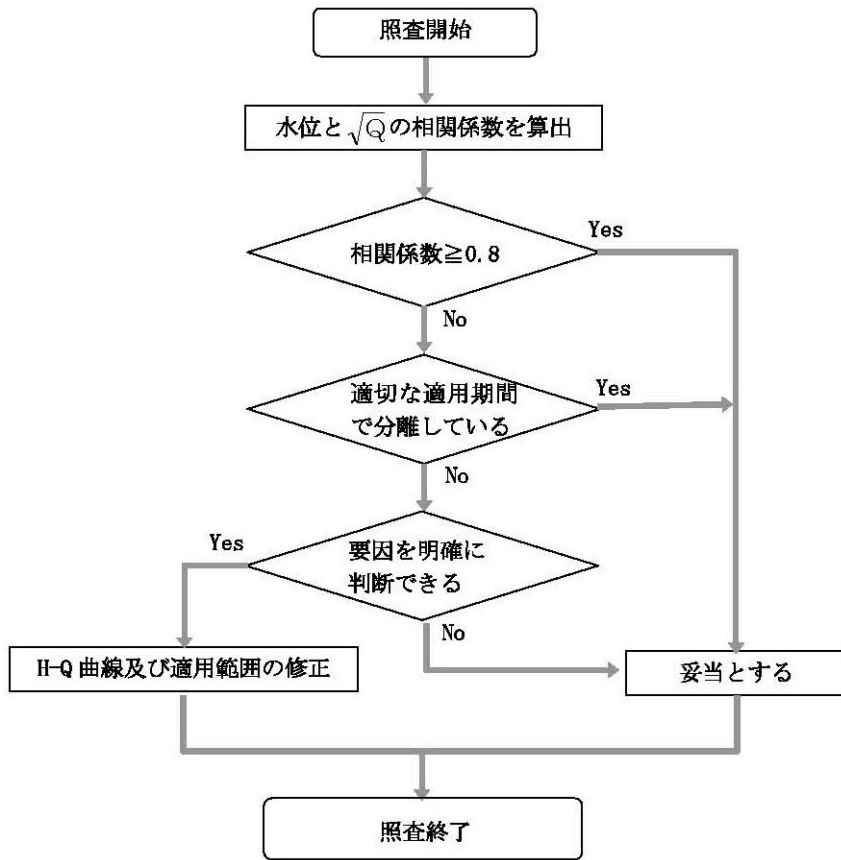 照査開始
水位と√Qの相関係数を算出
Yes
相関係数≧0.8
No
適切な適用期間
で分離している
Yes
No
Yes
要因を明確に
判断できる
No
H-Q曲線及び適用範囲の修正
妥当とする
照査終了